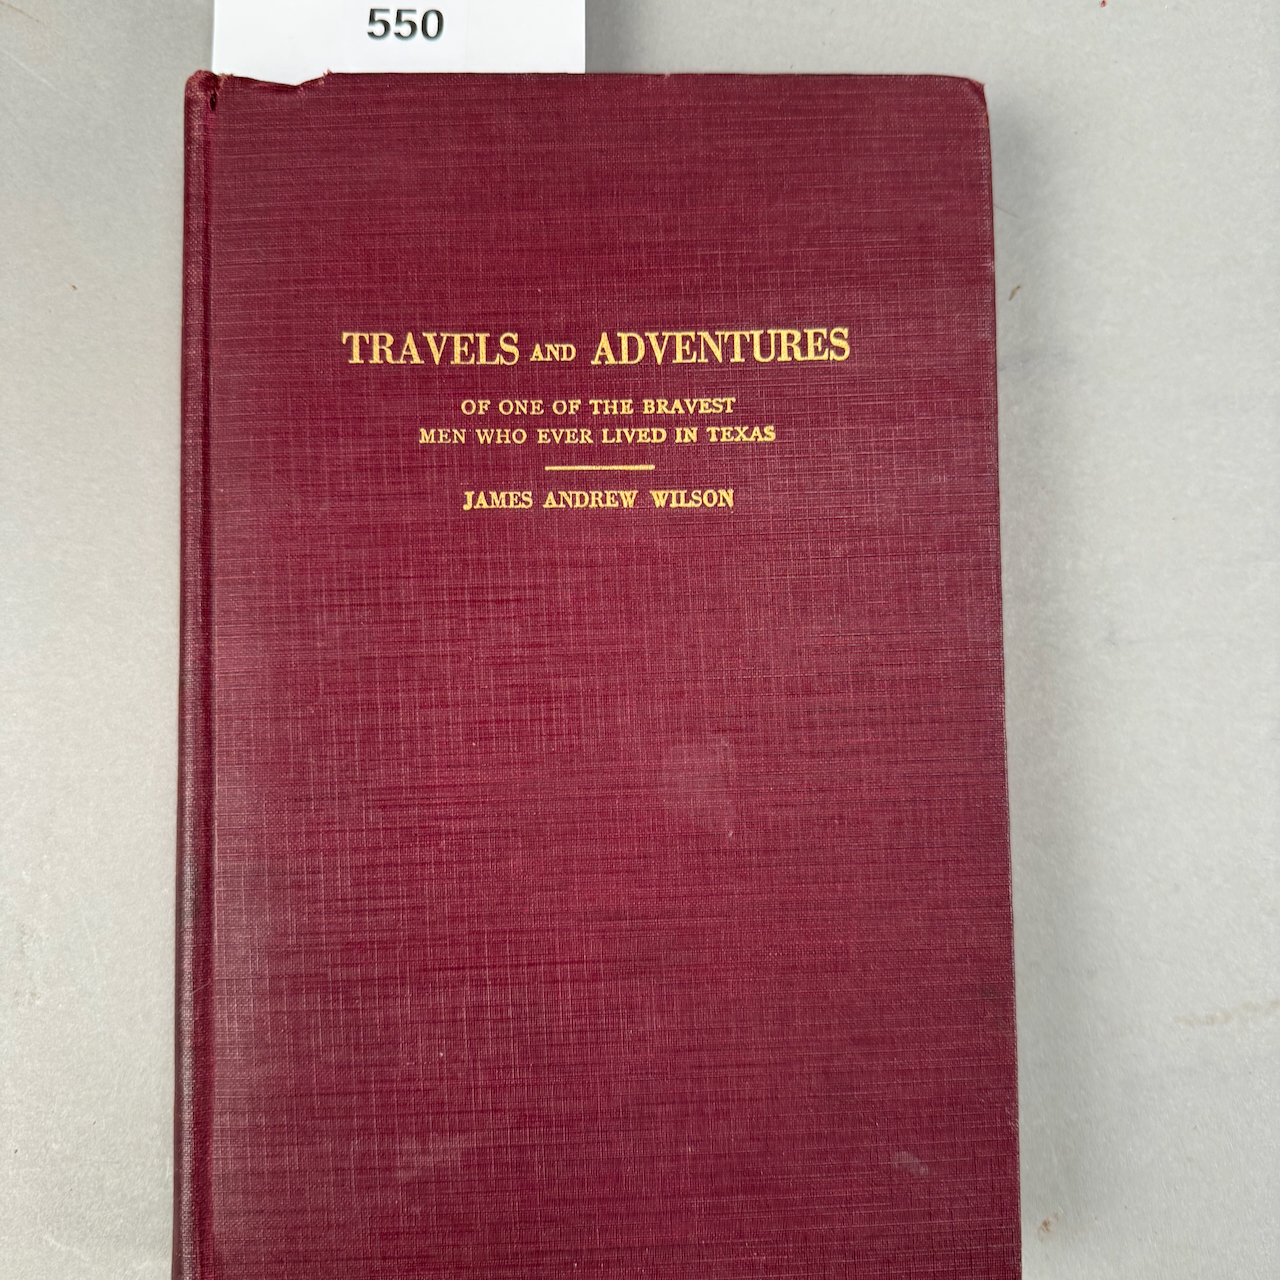 550
TRAVELS AND ADVENTURES
OF ONE OF THE BRAVEST
MEN WHO EVER LIVED IN TEXAS
JAMES ANDREW WILSON